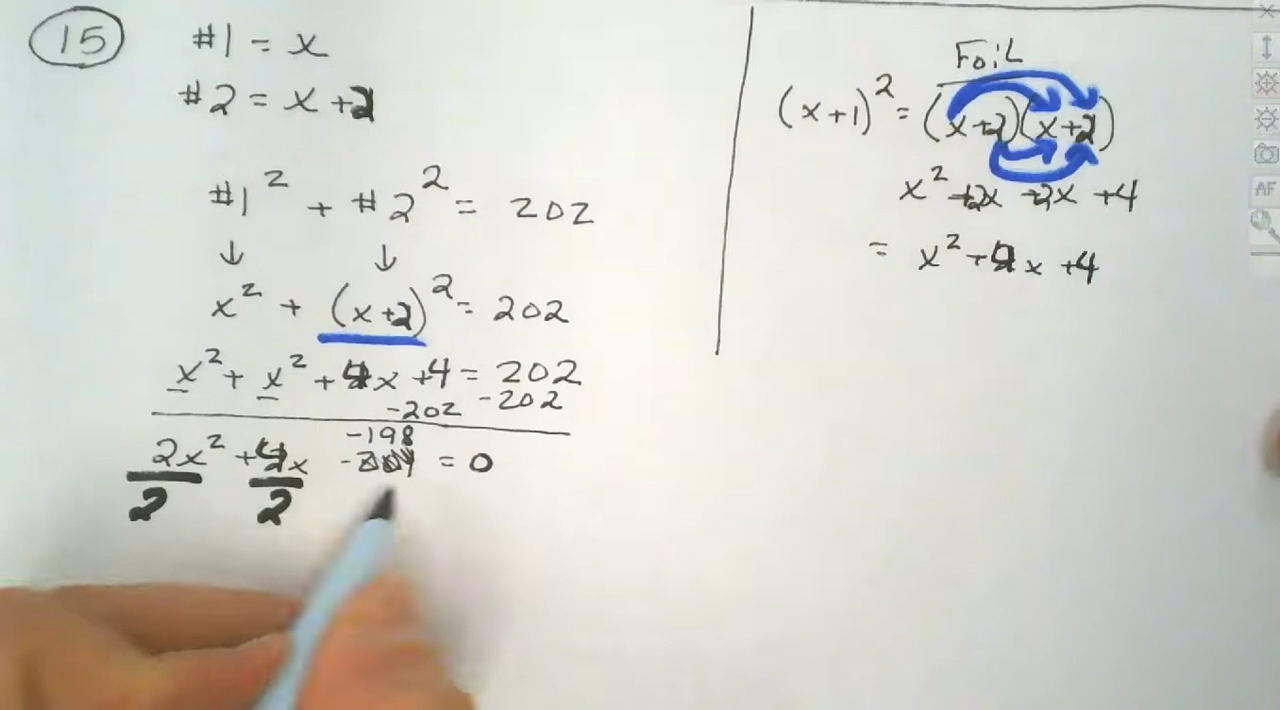 15
#1 = x
#2 = x + 2
#1² + #2² = 202
↓ ↓
x² + (x+2)² = 202
x² + x² + 4x + 4 = 202
-202 -202
-198
2x² + 4x = 0
2 2
FoiL
(x+1)² = (x+2)(x+2)
x² +2x +2x +4
= x² + 4x + 4
AF